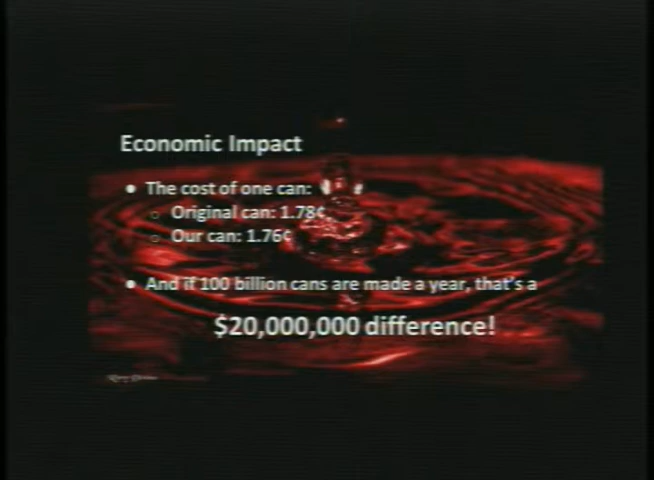 Economic Impact
• The cost of one can:
○ Original can: 1.78¢
○ Our can: 1.76¢
• And if 100 billion cans are made a year, that's a
$20,000,000 difference!